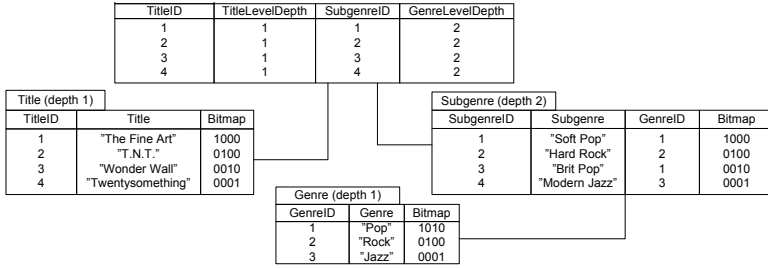 TitleID TitleLevelDepth SubgenreID GenreLevelDepth
1 1 1 2
2 1 2 2
3 1 3 2
4 1 4 2
Title (depth 1)
TitleID Title Bitmap
1 ”The Fine Art” 1000
2 ”T.N.T.” 0100
3 ”Wonder Wall” 0010
4 ”Twentysomething” 0001
Subgenre (depth 2)
SubgenreID Subgenre GenreID Bitmap
1 ”Soft Pop” 1 1000
2 ”Hard Rock” 2 0100
3 ”Brit Pop” 1 0010
4 ”Modern Jazz” 3 0001
Genre (depth 1)
GenreID Genre Bitmap
1 ”Pop” 1010
2 ”Rock” 0100
3 ”Jazz” 0001